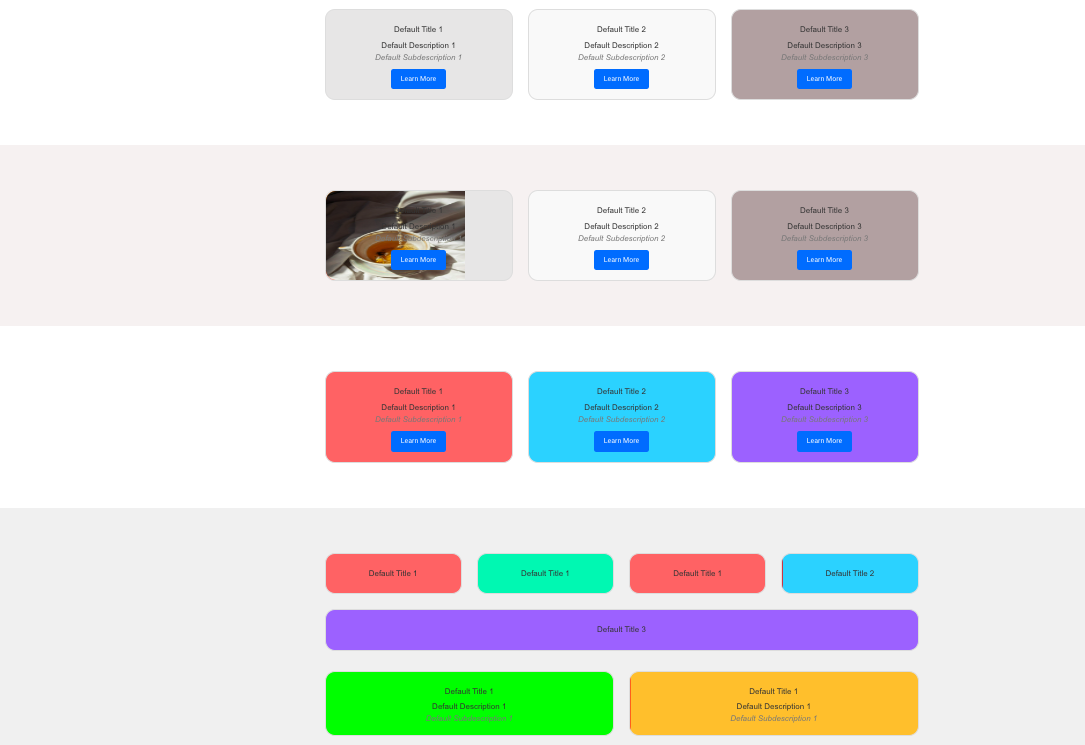 Default Title 1
Default Description 1
Default Subdescription 1
Learn More
Default Title 2
Default Description 2
Default Subdescription 2
Learn More
Default Title 3
Default Description 3
Default Subdescription 3
Learn More
Default Description 1
Subdescription 1
Learn More
Default Title 2
Default Description 2
Default Subdescription 2
Learn More
Default Title 3
Default Description 3
Default Subdescription 3
Learn More
Default Title 1
Default Description 1
Default Subdescription 1
Learn More
Default Title 2
Default Description 2
Default Subdescription 2
Learn More
Default Title 3
Default Description 3
Default Subdescription 3
Learn More
Default Title 1
Default Title 1
Default Title 1
Default Title 2
Default Title 3
Default Title 1
Default Description 1
Default Subdescription 1
Default Title 1
Default Description 1
Default Subdescription 1